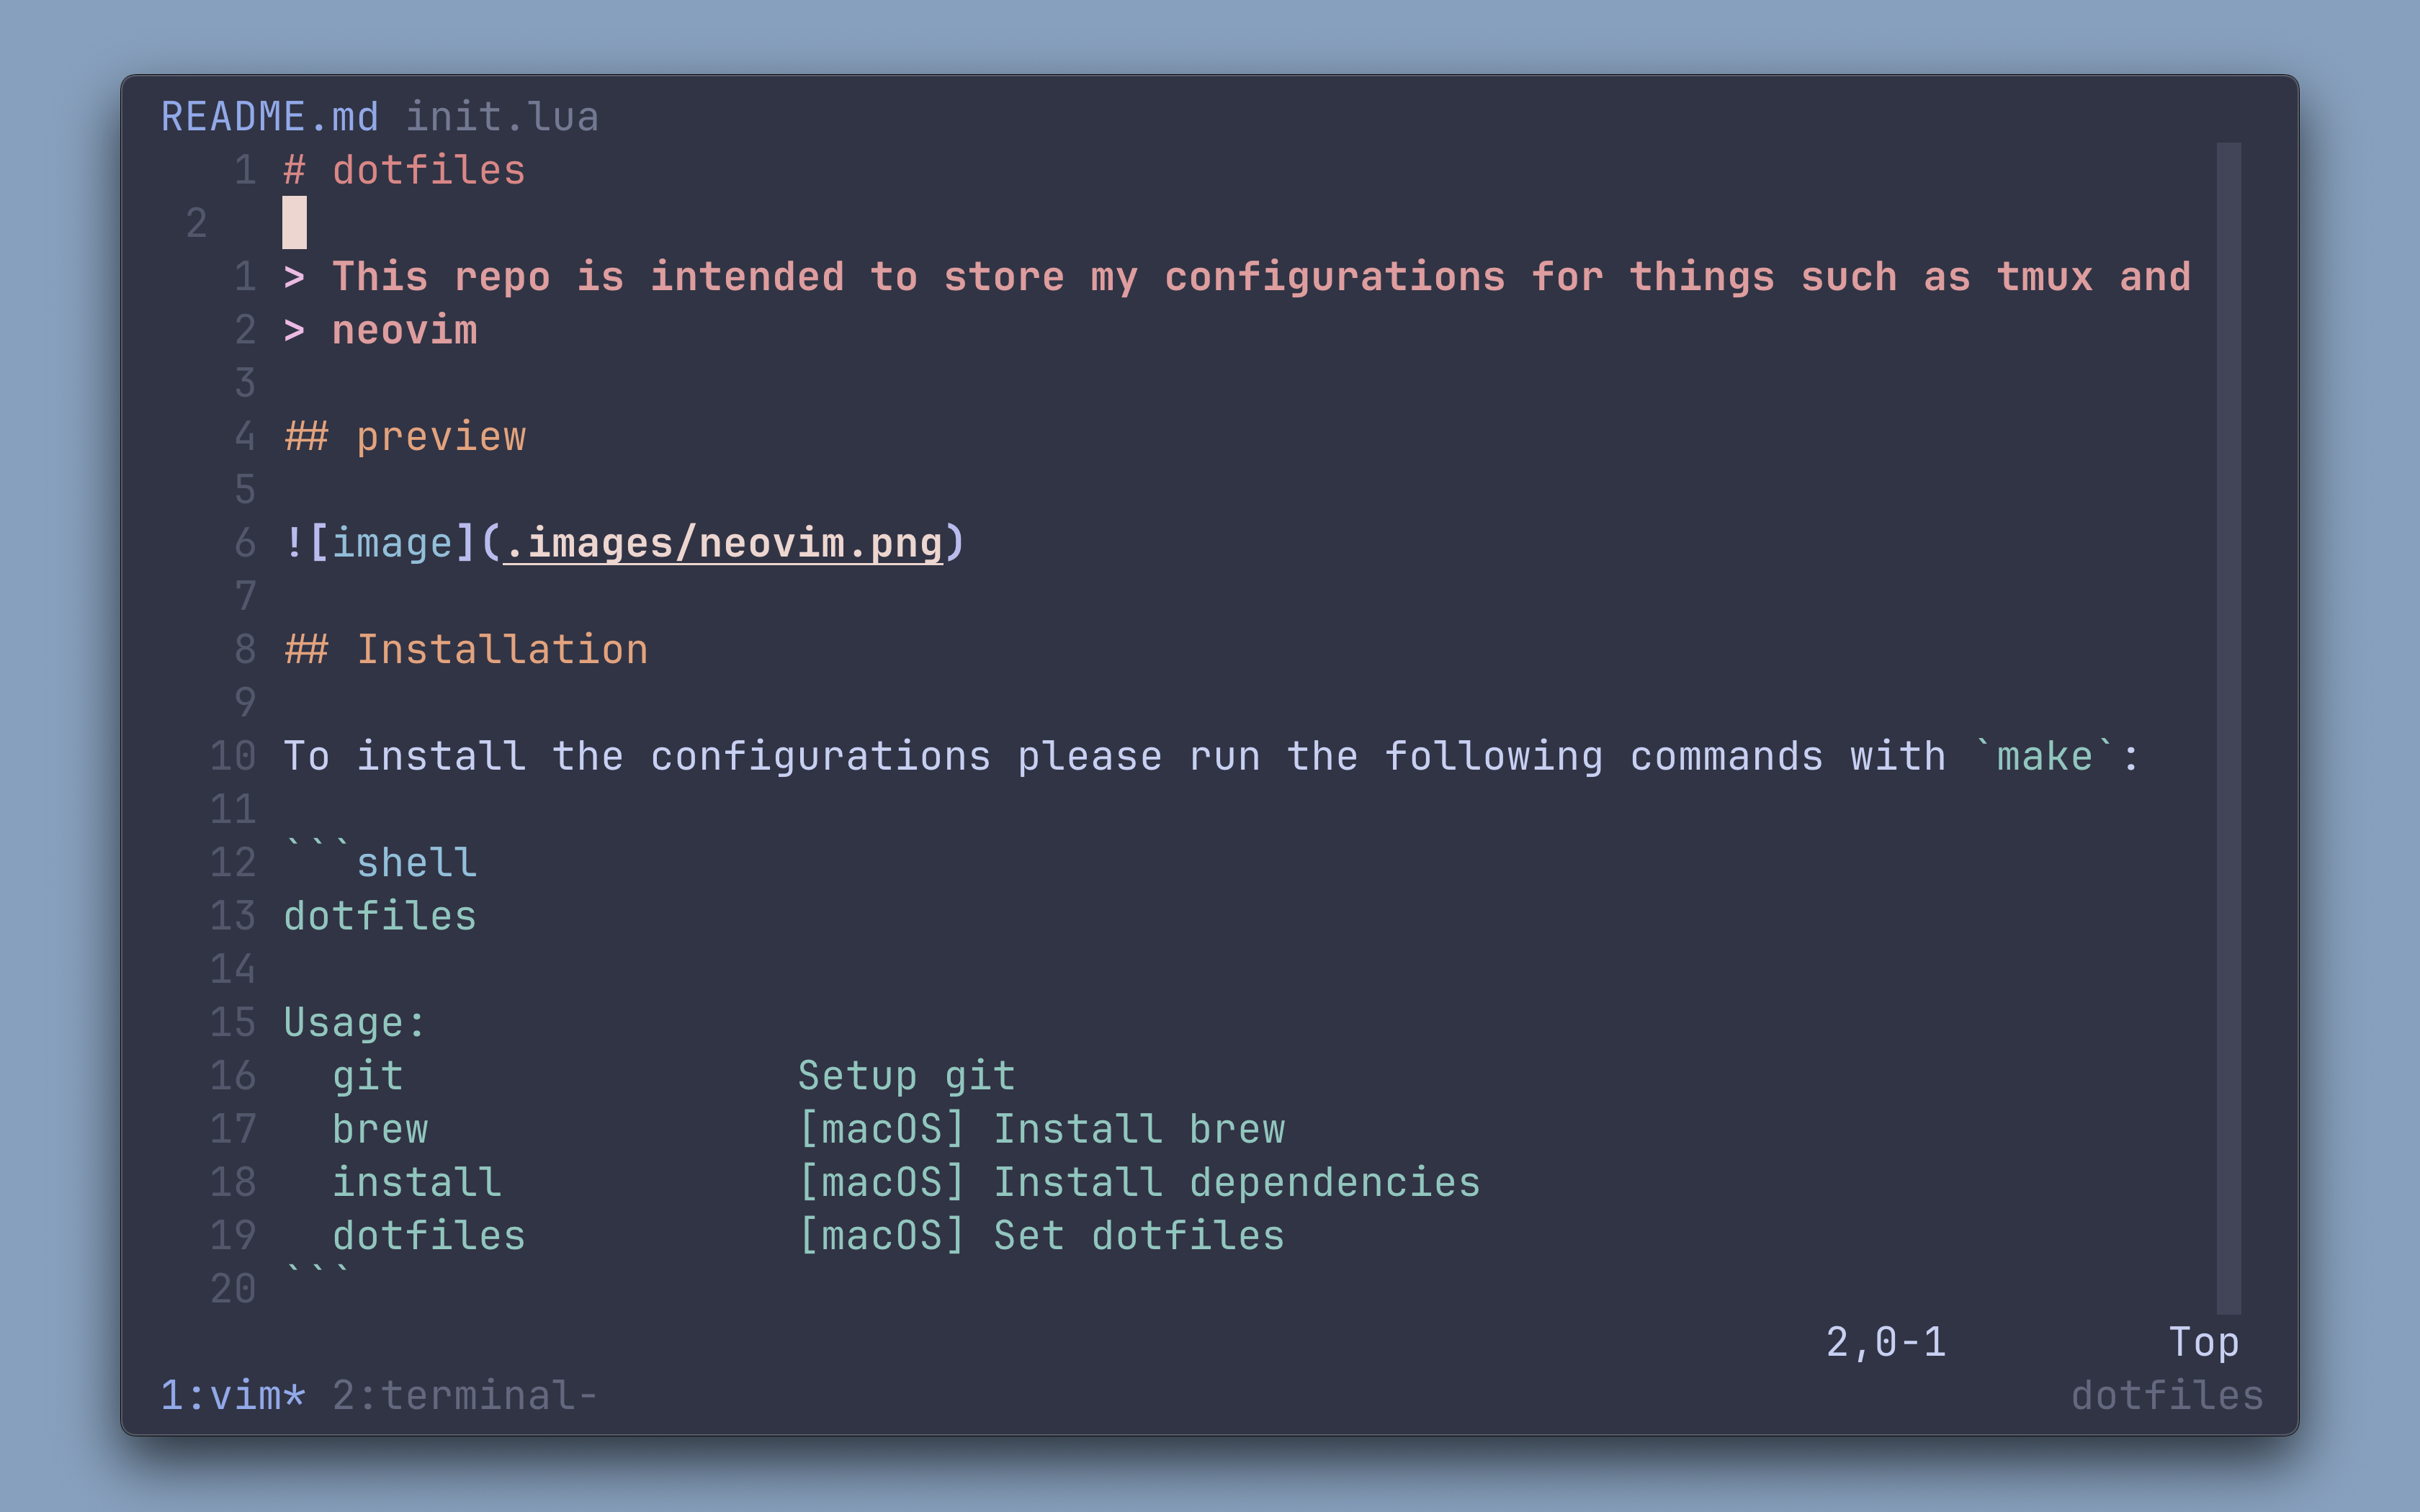 README.md init.lua
1 # dotfiles
2
1 > This repo is intended to store my configurations for things such as tmux and
2 > neovim
3
4 ## preview
5
6 ![image](.images/neovim.png)
7
8 ## Installation
9
10 To install the configurations please run the following commands with `make`:
11
12 ```shell
13 dotfiles
14
15 Usage:
16   git                Setup git
17   brew               [macOS] Install brew
18   install            [macOS] Install dependencies
19   dotfiles           [macOS] Set dotfiles
20 ```
2,0-1         Top
1:vim* 2:terminal- dotfiles